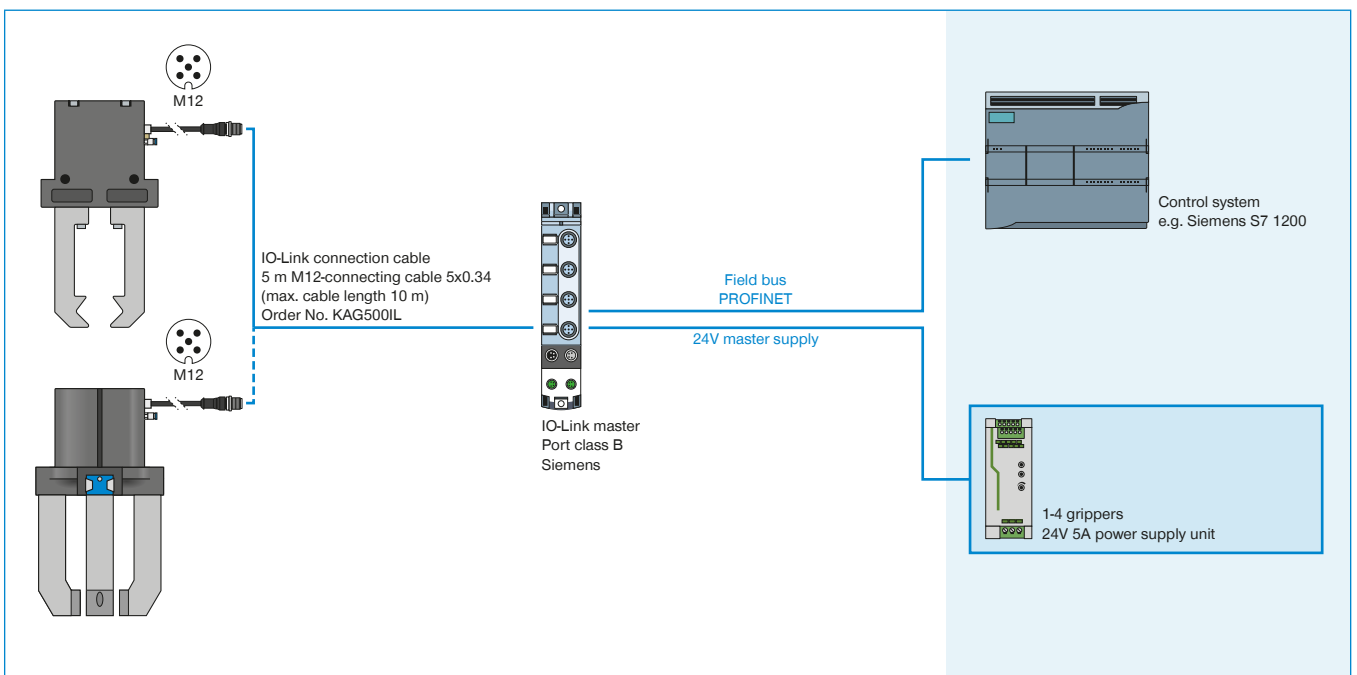 M12
IO-Link connection cable
5 m M12-connecting cable 5x0.34
(max. cable length 10 m)
Order No. KAG500IL
M12
IO-Link master
Port class B
Siemens
Field bus
PROFINET
24V master supply
Control system
e.g. Siemens S7 1200
1-4 grippers
24V 5A power supply unit